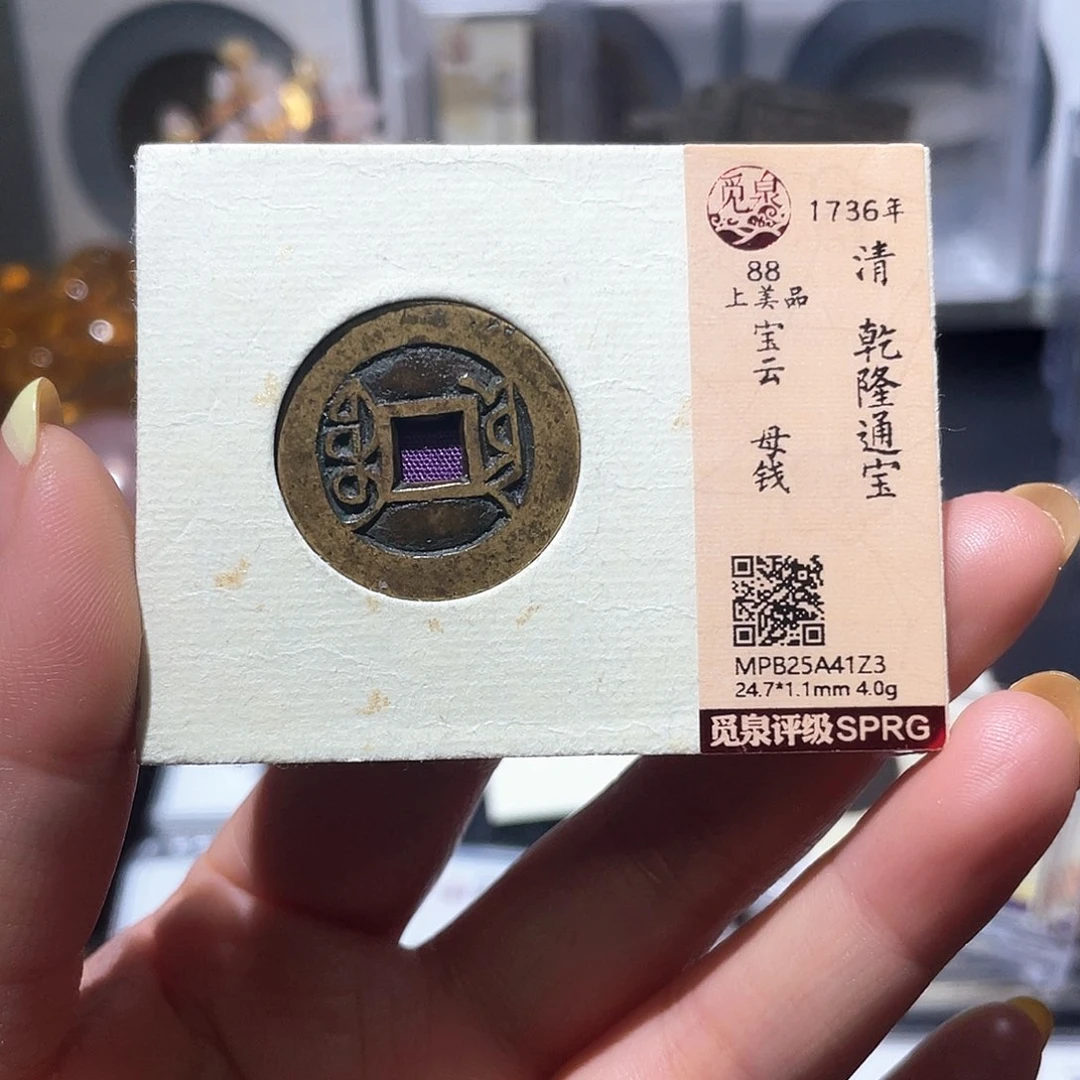 觅泉
1736年
清 乾隆通宝
88
上美品
宝云 母钱
MPB25A41Z3
24.7*1.1mm 4.0g
觅泉评级SPRG